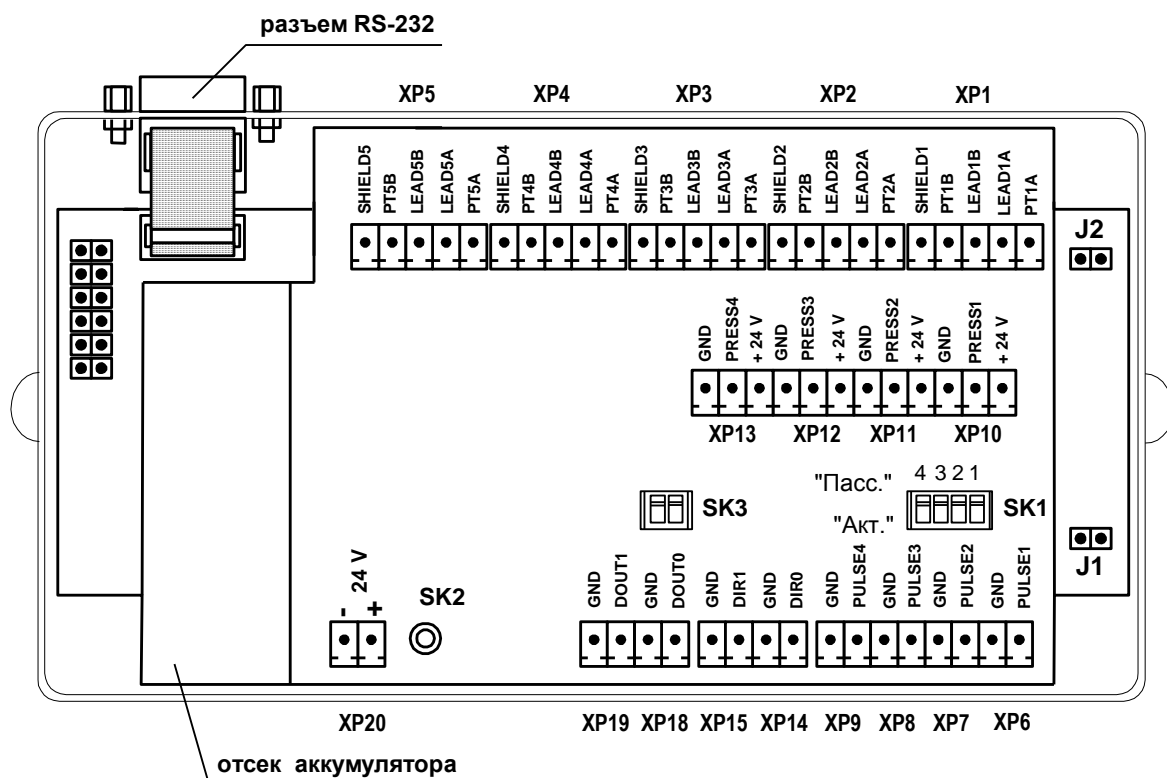 разъем RS-232
XP5 XP4 XP3 XP2 XP1
SHIELD5 PT5B LEAD5B LEAD5A PT5A SHIELD4 PT4B LEAD4B LEAD4A PT4A SHIELD3 PT3B LEAD3B LEAD3A PT3A SHIELD2 PT2B LEAD2B LEAD2A PT2A SHIELD1 PT1B LEAD1B LEAD1A PT1A
J2
GND PRESS4 + 24 V GND PRESS3 + 24 V GND PRESS2 + 24 V GND PRESS1 + 24 V
XP13 XP12 XP11 XP10
"Пасс." 4 3 2 1
SK3 SK1
"Акт."
J1
GND DOUT1 GND DOUT0 GND DIR1 GND DIR0 GND PULSE4 GND PULSE3 GND PULSE2 GND PULSE1
24 V
- +
SK2
XP20 XP19 XP18 XP15 XP14 XP9 XP8 XP7 XP6
отсек аккумулятора